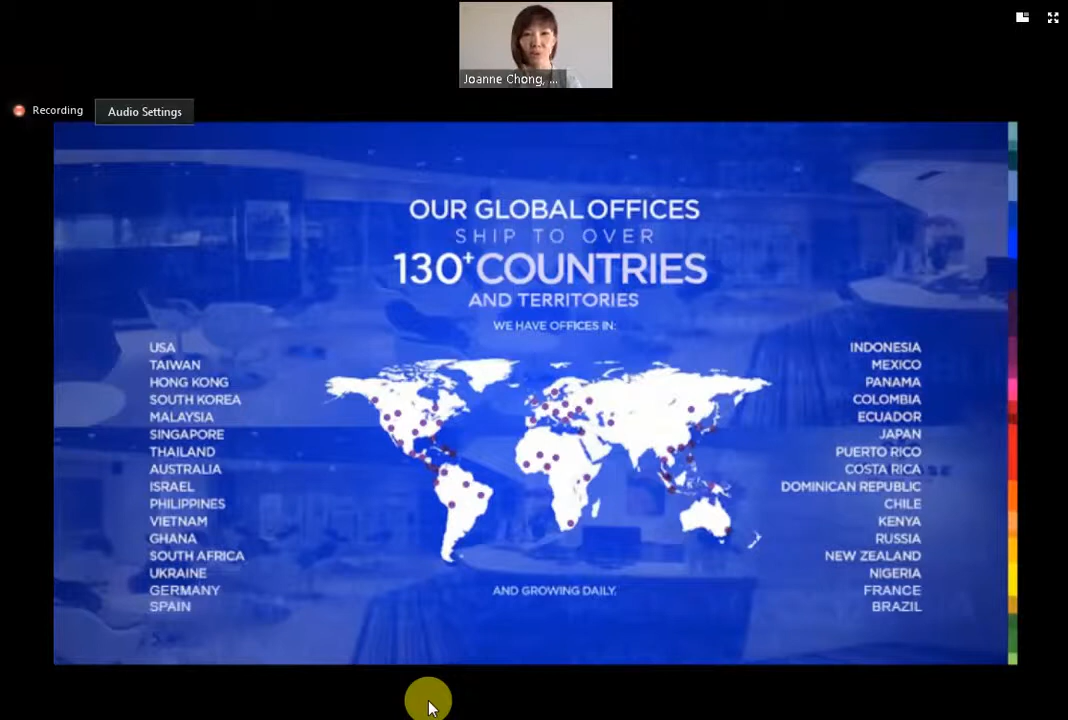 Joanne Chong, ...
Recording
Audio Settings
OUR GLOBAL OFFICES
SHIP TO OVER
130+ COUNTRIES
AND TERRITORIES
WE HAVE OFFICES IN:
USA
TAIWAN
HONG KONG
SOUTH KOREA
MALAYSIA
SINGAPORE
THAILAND
AUSTRALIA
ISRAEL
PHILIPPINES
VIETNAM
GHANA
SOUTH AFRICA
UKRAINE
GERMANY
SPAIN
INDONESIA
MEXICO
PANAMA
COLOMBIA
ECUADOR
JAPAN
PUERTO RICO
COSTA RICA
DOMINICAN REPUBLIC
CHILE
KENYA
RUSSIA
NEW ZEALAND
NIGERIA
FRANCE
BRAZIL
AND GROWING DAILY.